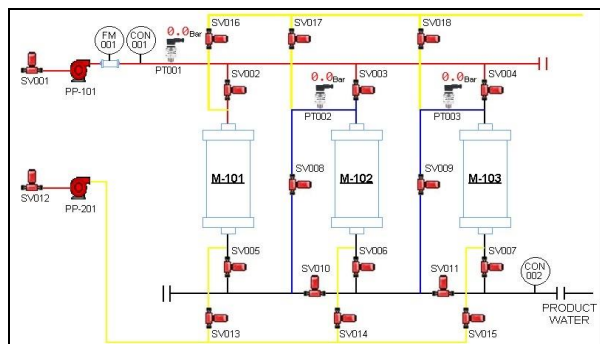 SV016
SV017
SV018
FM
001
CON
001
0.0Bar
PT001
SV001
PP-101
SV002
0.0Bar
SV003
PT002
0.0Bar
SV004
PT003
M-101
M-102
M-103
SV008
SV009
SV012
PP-201
SV005
SV010
SV006
SV011
SV007
CON
002
PRODUCT
WATER
SV013
SV014
SV015